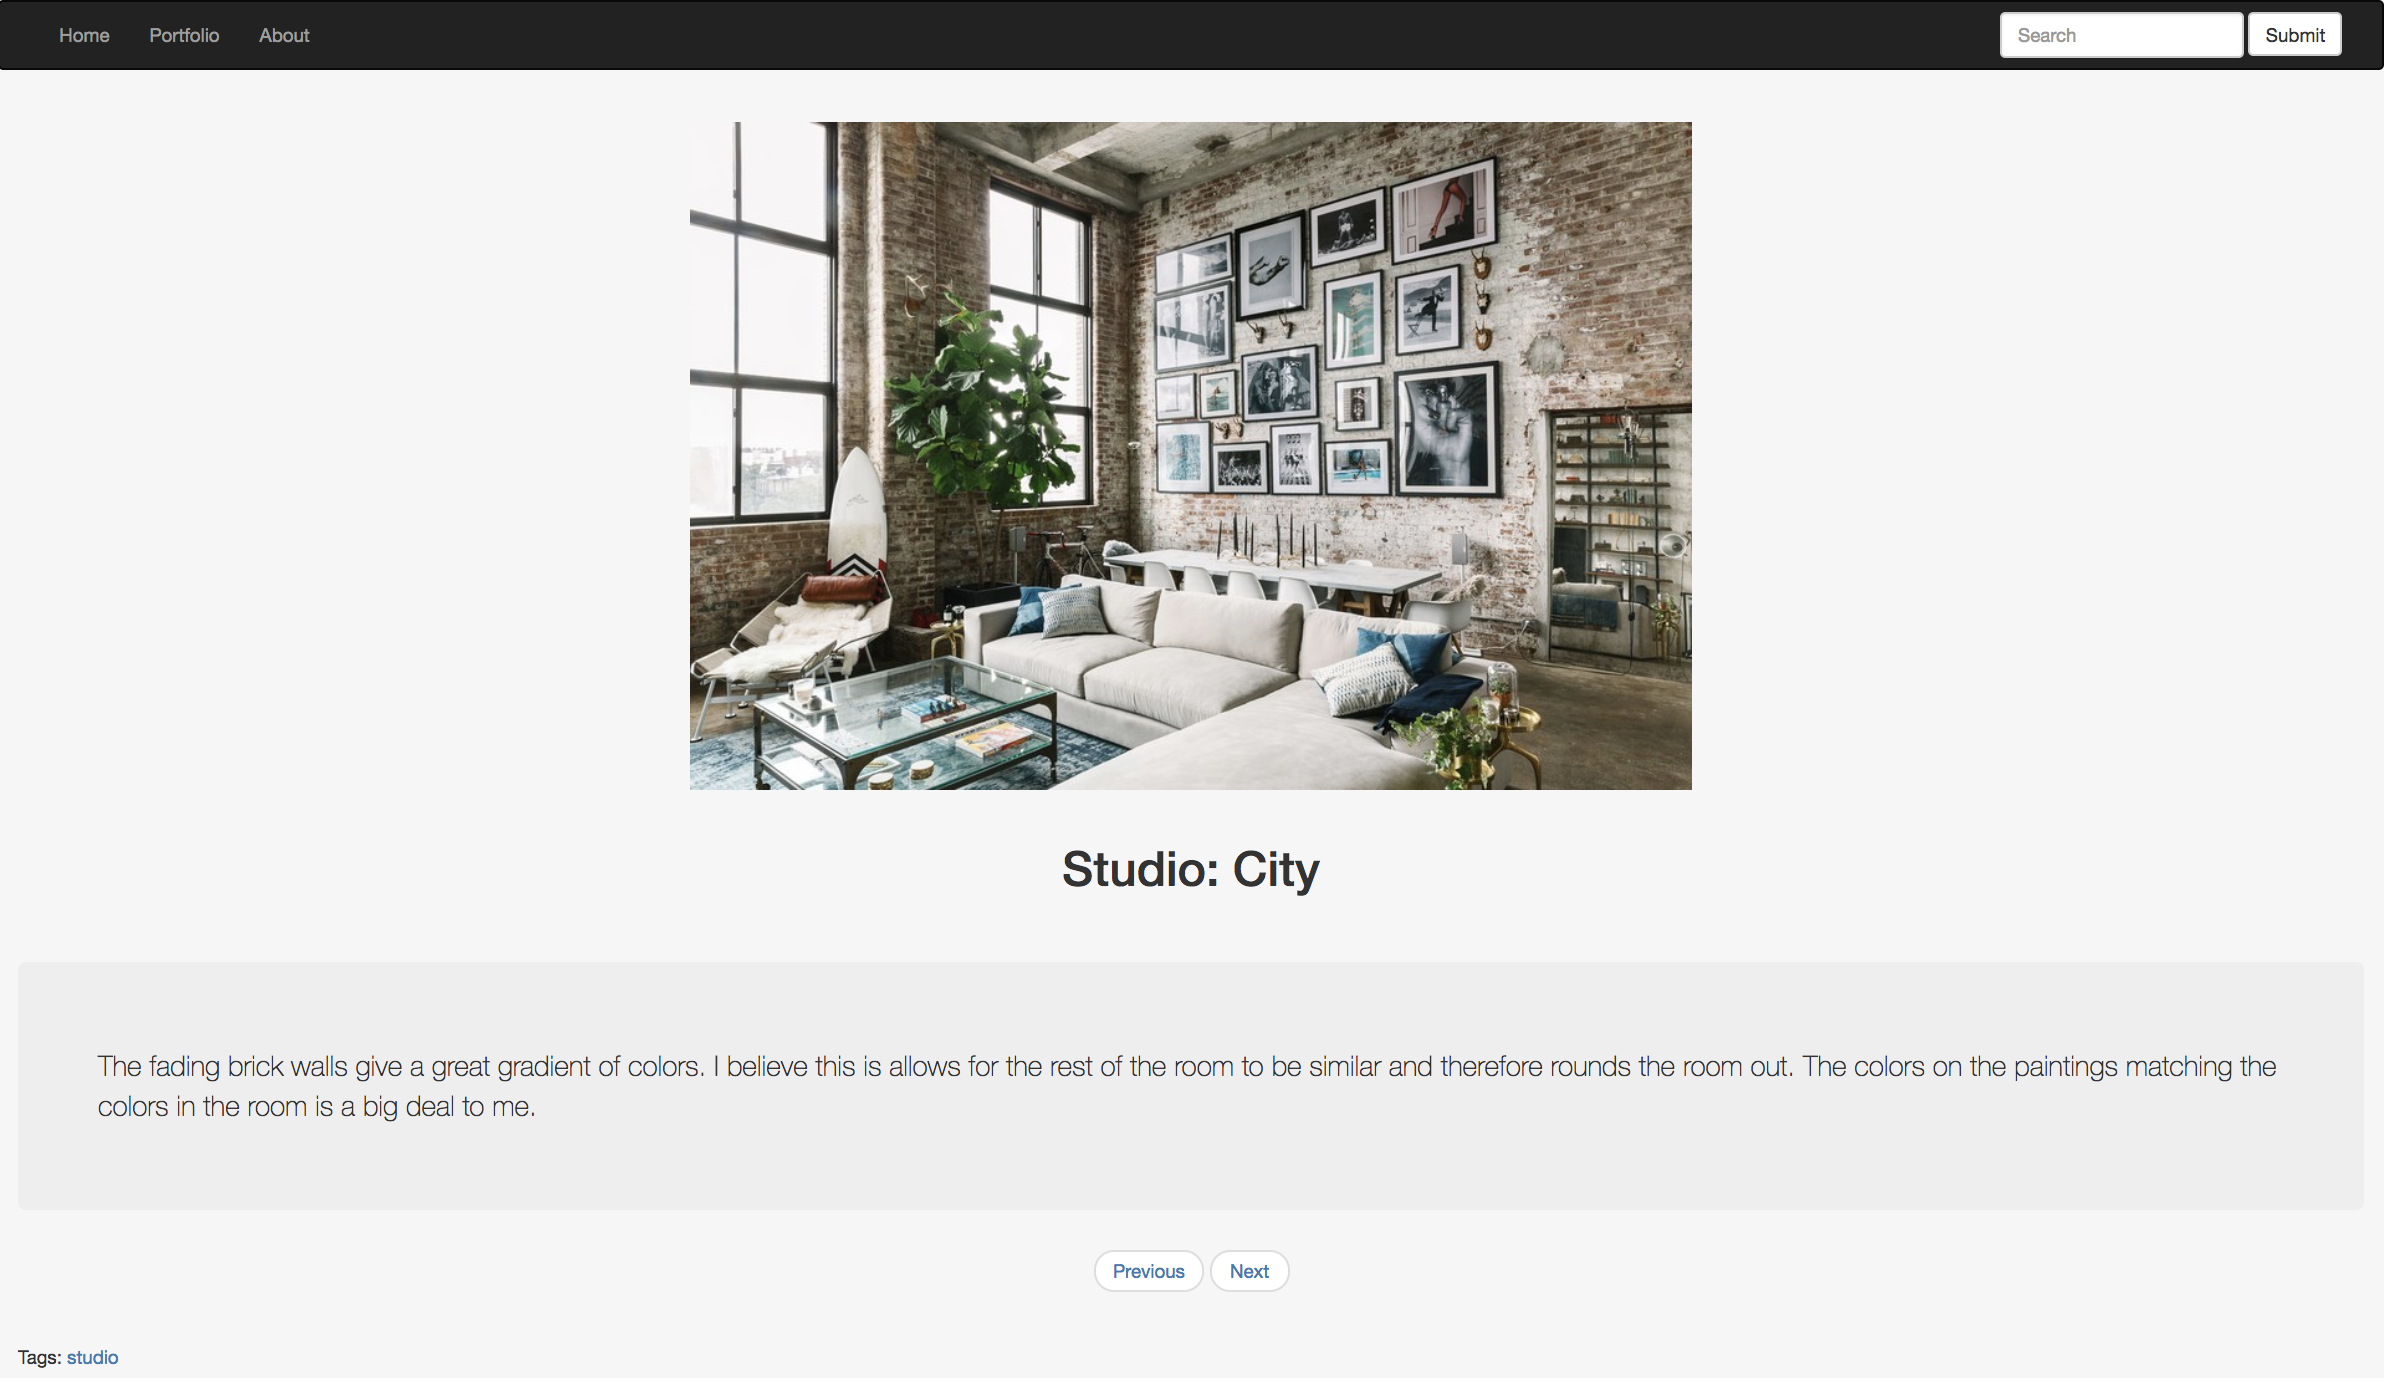 Home Portfolio About Search Submit
Studio: City
The fading brick walls give a great gradient of colors. I believe this is allows for the rest of the room to be similar and therefore rounds the room out. The colors on the paintings matching the
colors in the room is a big deal to me.
Previous Next
Tags: studio